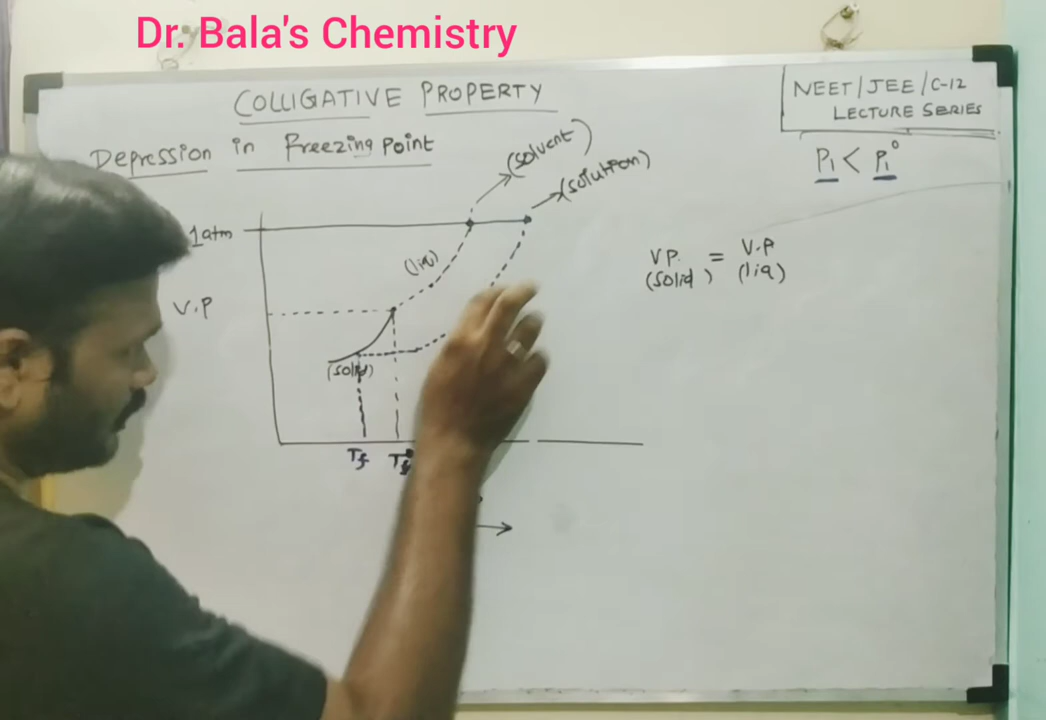 Dr. Bala's Chemistry
COLLIGATIVE PROPERTY
NEET/JEE/C-12
LECTURE SERIES
Depression in Freezing Point
P₁ < P₁°
(solvent)
(solution)
1atm
(liq)
V.P
(solid)
Tf Tf°
V.P. = V.P
(solid) (liq)